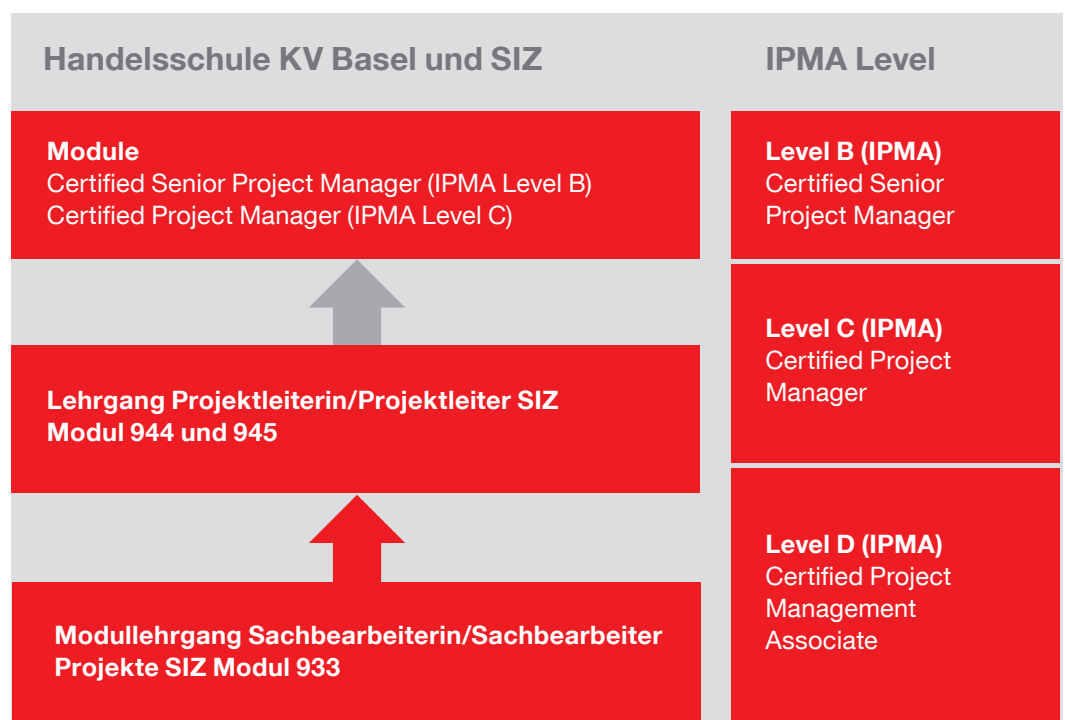 Handelsschule KV Basel und SIZ
Module
Certified Senior Project Manager (IPMA Level B)
Certified Project Manager (IPMA Level C)
Lehrgang Projektleiterin/Projektleiter SIZ
Modul 944 und 945
Modullehrgang Sachbearbeiterin/Sachbearbeiter
Projekte SIZ Modul 933
IPMA Level
Level B (IPMA)
Certified Senior
Project Manager
Level C (IPMA)
Certified Project
Manager
Level D (IPMA)
Certified Project
Management
Associate